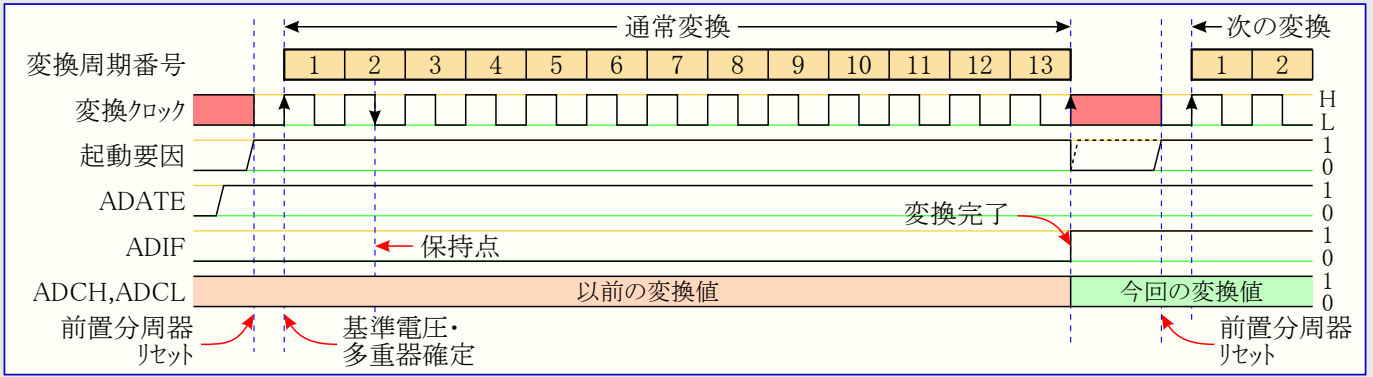 通常変換
次の変換
変換周期番号 1 2 3 4 5 6 7 8 9 10 11 12 13 1 2
変換クロック H L
起動要因 1 0
ADATE 1 0
変換完了
ADIF 保持点 1 0
ADCH,ADCL 以前の変換値 今回の変換値 1 0
前置分周器
リセット
基準電圧・
多重器確定
前置分周器
リセット